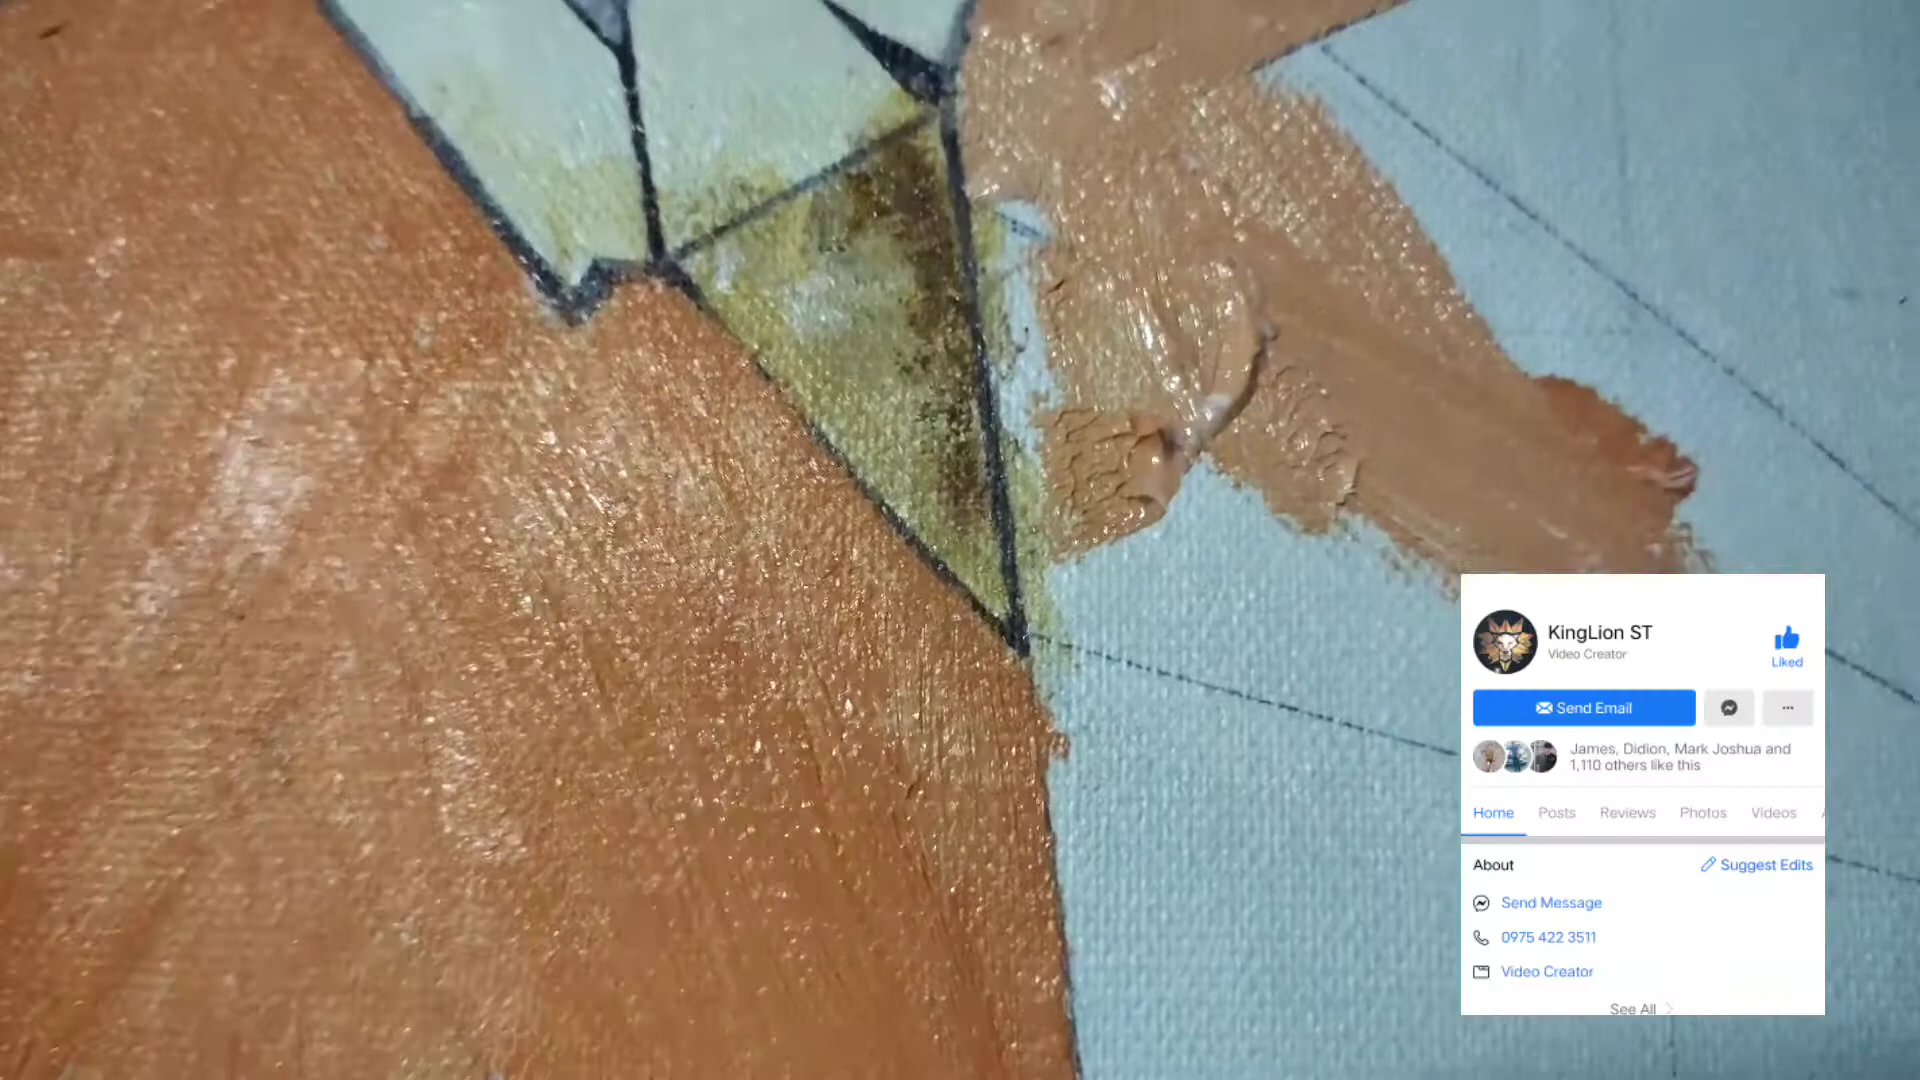 KingLion ST
Video Creator
Liked
Send Email
James, Didion, Mark Joshua and
1,110 others like this
Home Posts Reviews Photos Videos
About
Suggest Edits
Send Message
0975 422 3511
Video Creator
See All